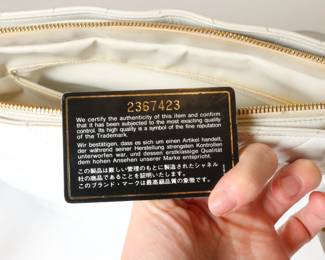 2367423
We certify the authenticity of this item and confirm
that it has been subjected to the most exacting quality
control. Its high quality is a symbol of the fine reputation
of the Trademark.
Wir bestätigen, dass es sich um einen Artikel handelt,
der während seiner Herstellung strengsten Kontrollen
unterworfen war, und dessen erstklassige Qualität
dem hohen Ansehen unserer Marke entspricht.
この製品は厳しい管理のもとに製造されたシャネル
社の商品であることを証明いたします。
このブランド・マークは最高級品質の象徴です。